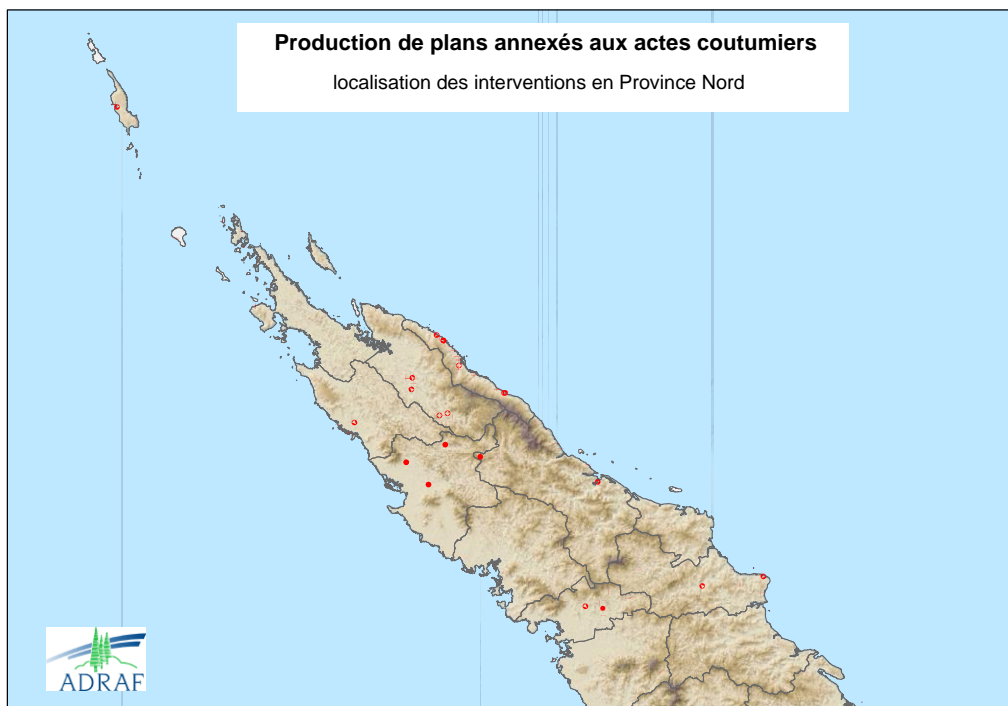 Production de plans annexés aux actes coutumiers
localisation des interventions en Province Nord
ADRAF